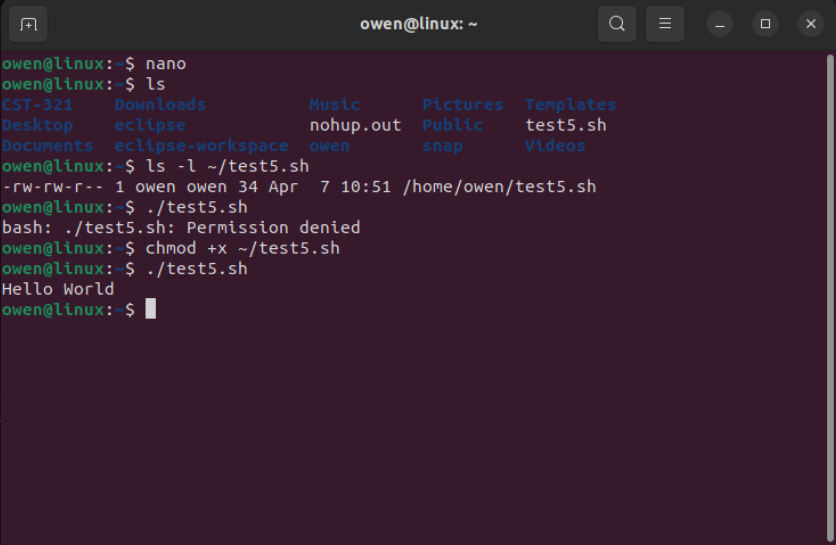 owen@linux: ~
owen@linux:~$ nano
owen@linux:~$ ls
CST-321    Downloads          Music       Pictures  Templates
Desktop    eclipse            nohup.out   Public    test5.sh
Documents  eclipse-workspace  owen        snap      Videos
owen@linux:~$ ls -l ~/test5.sh
-rw-rw-r-- 1 owen owen 34 Apr  7 10:51 /home/owen/test5.sh
owen@linux:~$ ./test5.sh
bash: ./test5.sh: Permission denied
owen@linux:~$ chmod +x ~/test5.sh
owen@linux:~$ ./test5.sh
Hello World
owen@linux:~$